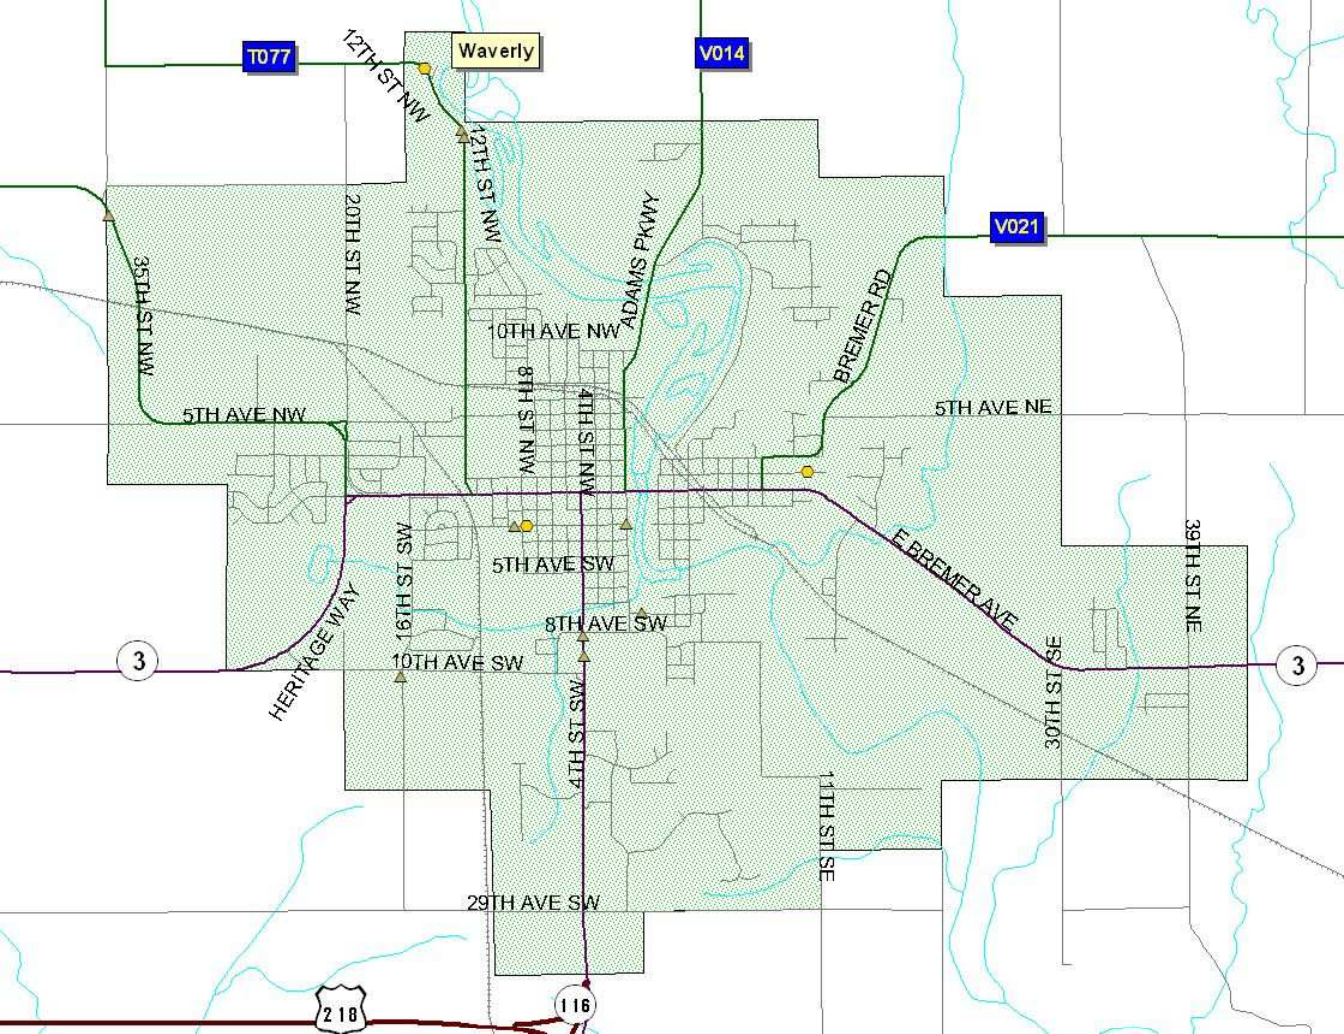 12TH ST NW
Waverly
T077
V014
12TH ST NW
20TH ST NW
ADAMS PKWY
V021
35TH ST NW
BREMER RD
10TH AVE NW
8TH ST NW
4TH ST NW
5TH AVE NW
5TH AVE NE
16TH ST SW
5TH AVE SW
E BREMER AVE
39TH ST NE
HERITAGE WAY
8TH AVE SW
3
10TH AVE SW
30TH ST SE
3
4TH ST SW
11TH ST SE
29TH AVE SW
218
116